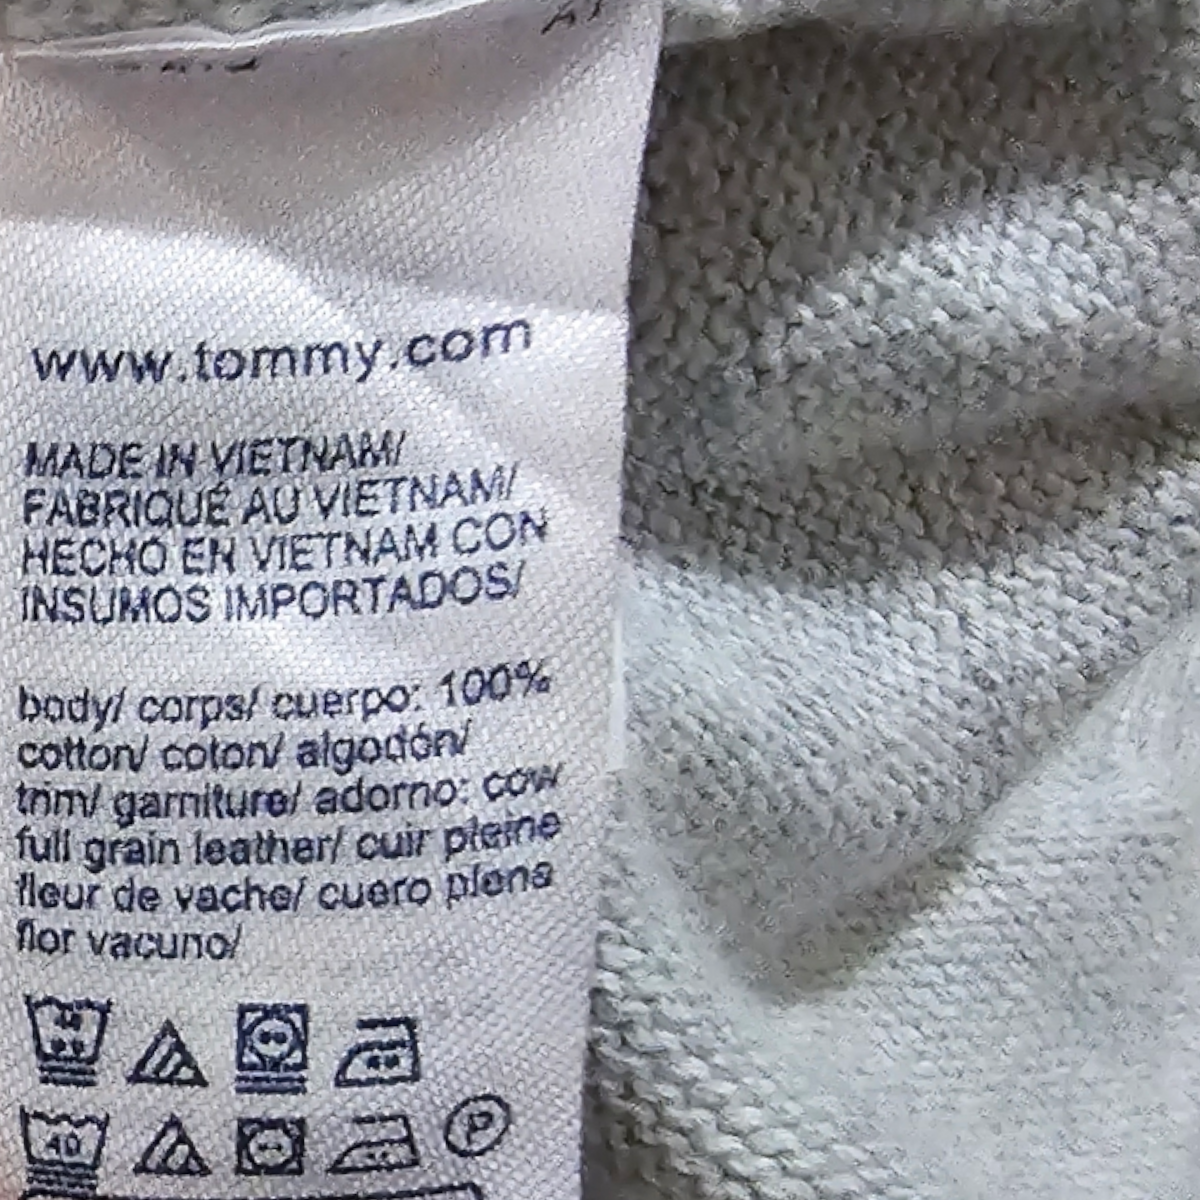 www.tommy.com
MADE IN VIETNAM/
FABRIQUÉ AU VIETNAM/
HECHO EN VIETNAM CON
INSUMOS IMPORTADOS/
body/ corps/ cuerpo: 100%
cotton/ coton/ algodón/
trim/ garniture/ adorno: cow
full grain leather/ cuir pleine
fleur de vache/ cuero plena
flor vacuno/
40
P